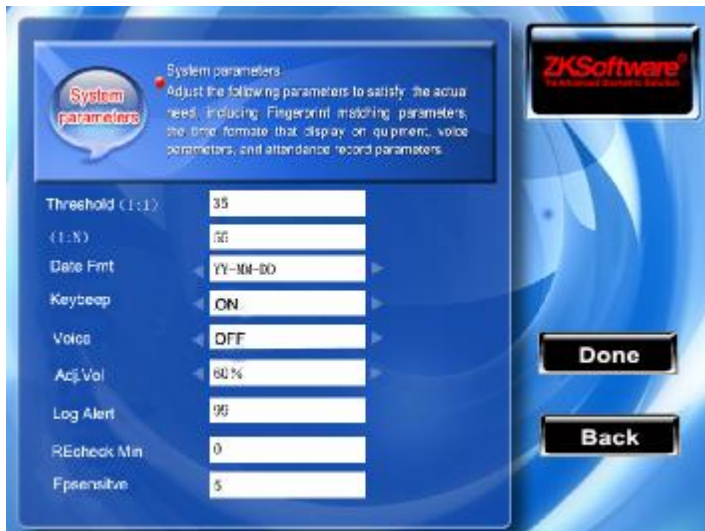 System parameters
System parameters
Adjust the following parameters to satisfy the actual
need, including Fingerprint matching parameters,
the time formate that display on qupment, voice
parameters, and attendance record parameters.
ZKSoftware®
Threshold (1:1) 35
(1:N) 55
Date Fmt YY-MM-DD
Keybeep ON
Voice OFF
Adj.Vol 60%
Log Alert 99
REcheck Min 0
Fpsensitve 5
Done
Back